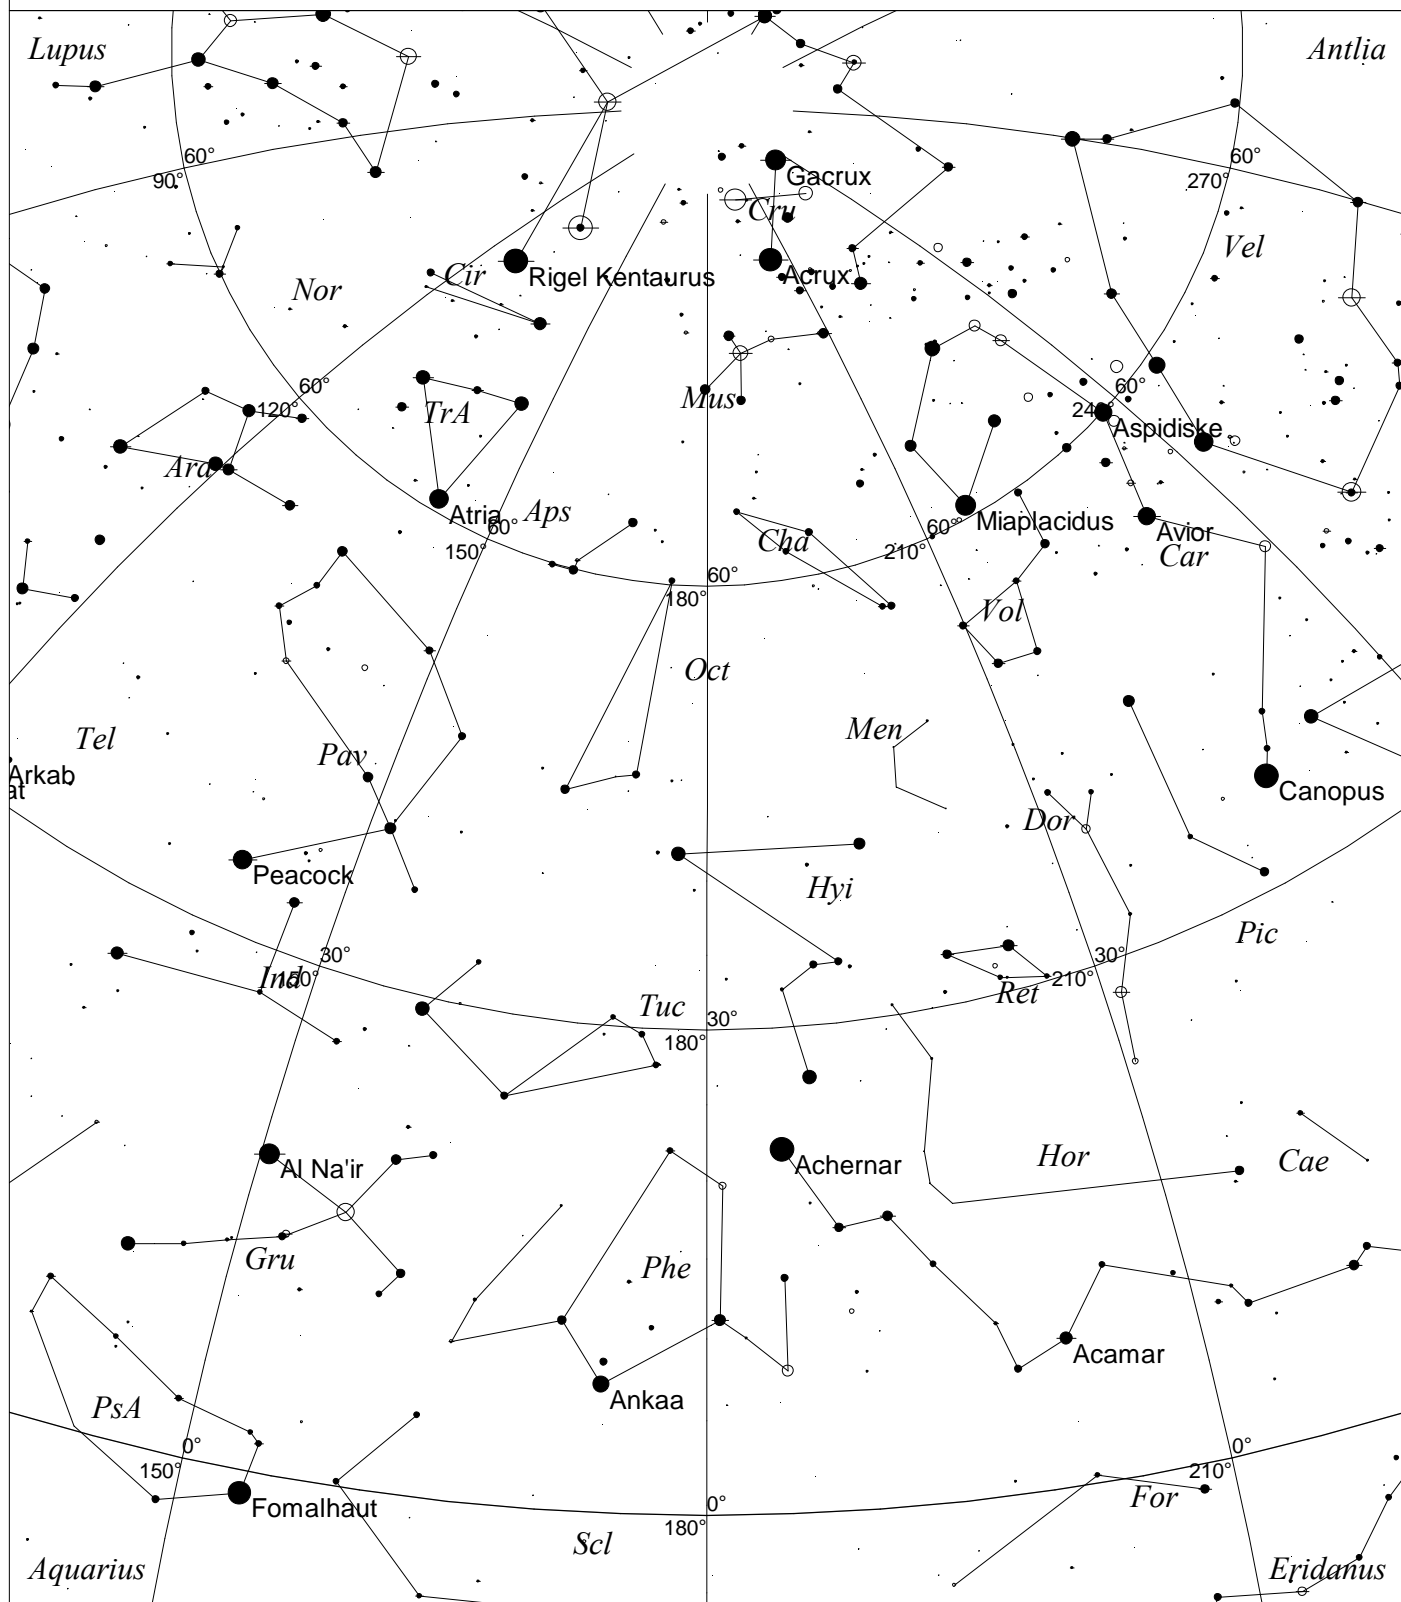 Lupus
Antlia
60°
90°
60°
270°
Gacrux
Cru
Vel
Nor
Cir
Rigel Kentaurus
Acrux
60°
120°
TrA
Mus
60°
240°
Aspidiske
Ara
Atria
60°
150°
Aps
Cha
60°
210°
Miaplacidus
Avior
Car
60°
180°
Vol
Oct
Tel
Pav
Men
Arkab
at
Canopus
Dor
Peacock
Hyi
Pic
30°
150°
Ind
30°
210°
Ret
Tuc
30°
180°
Al Na'ir
Achernar
Hor
Cae
Gru
Phe
Acamar
Ankaa
PsA
0°
150°
0°
210°
Fomalhaut
For
0°
180°
Scl
Aquarius
Eridanus